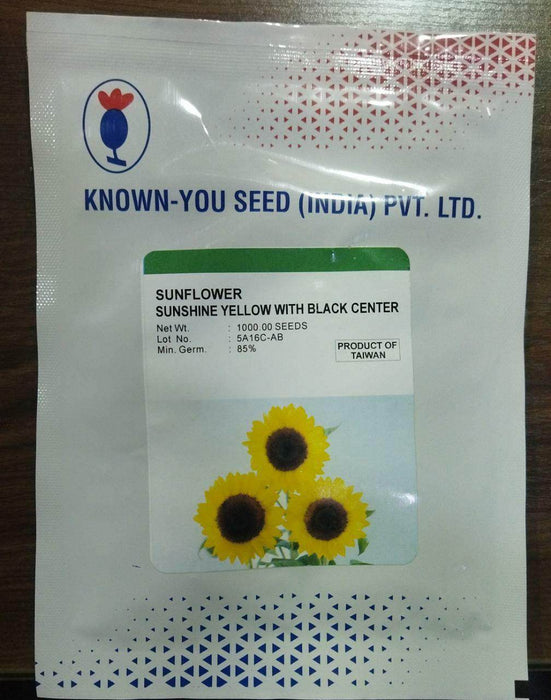 KNOWN-YOU SEED (INDIA) PVT. LTD.
SUNFLOWER
SUNSHINE YELLOW WITH BLACK CENTER
Net Wt. : 1000.00 SEEDS
Lot No. : 5A16C-AB
Min. Germ. : 85%
PRODUCT OF
TAIWAN